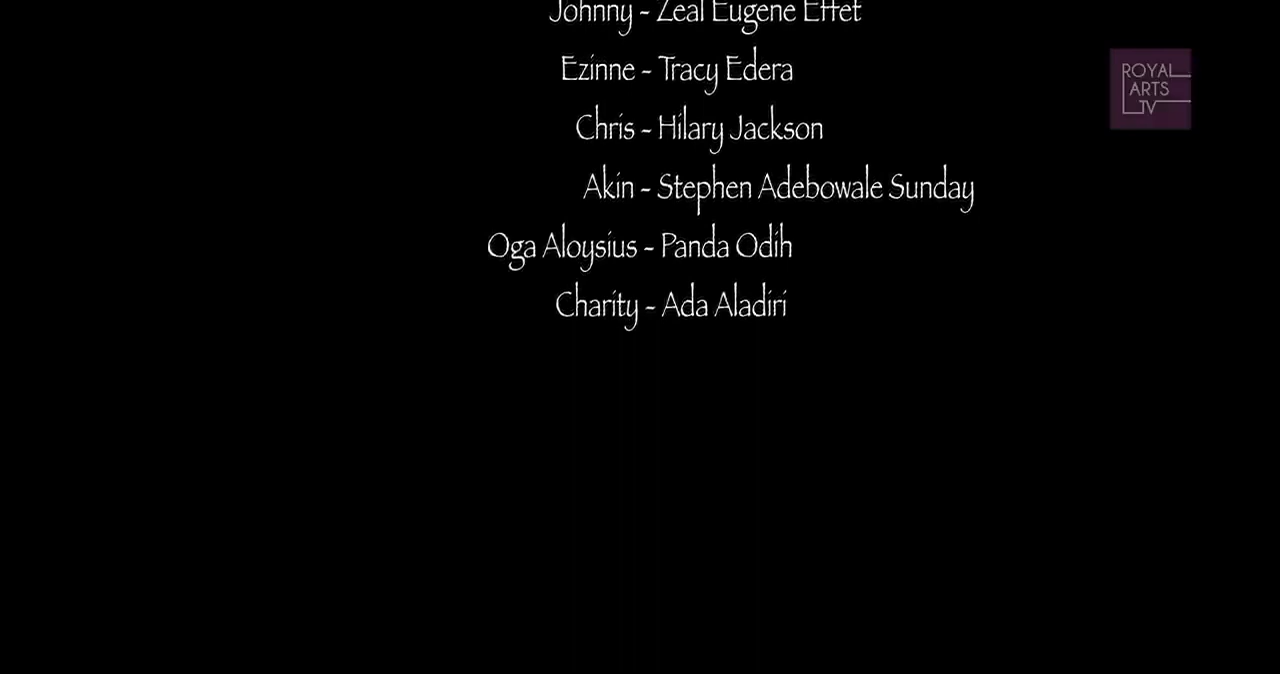 Johnny - Zeal Eugene Effet
Ezinne - Tracy Edera
Chris - Hilary Jackson
Akin - Stephen Adebowale Sunday
Oga Aloysius - Panda Odih
Charity - Ada Aladiri
ROYAL
ARTS
TV